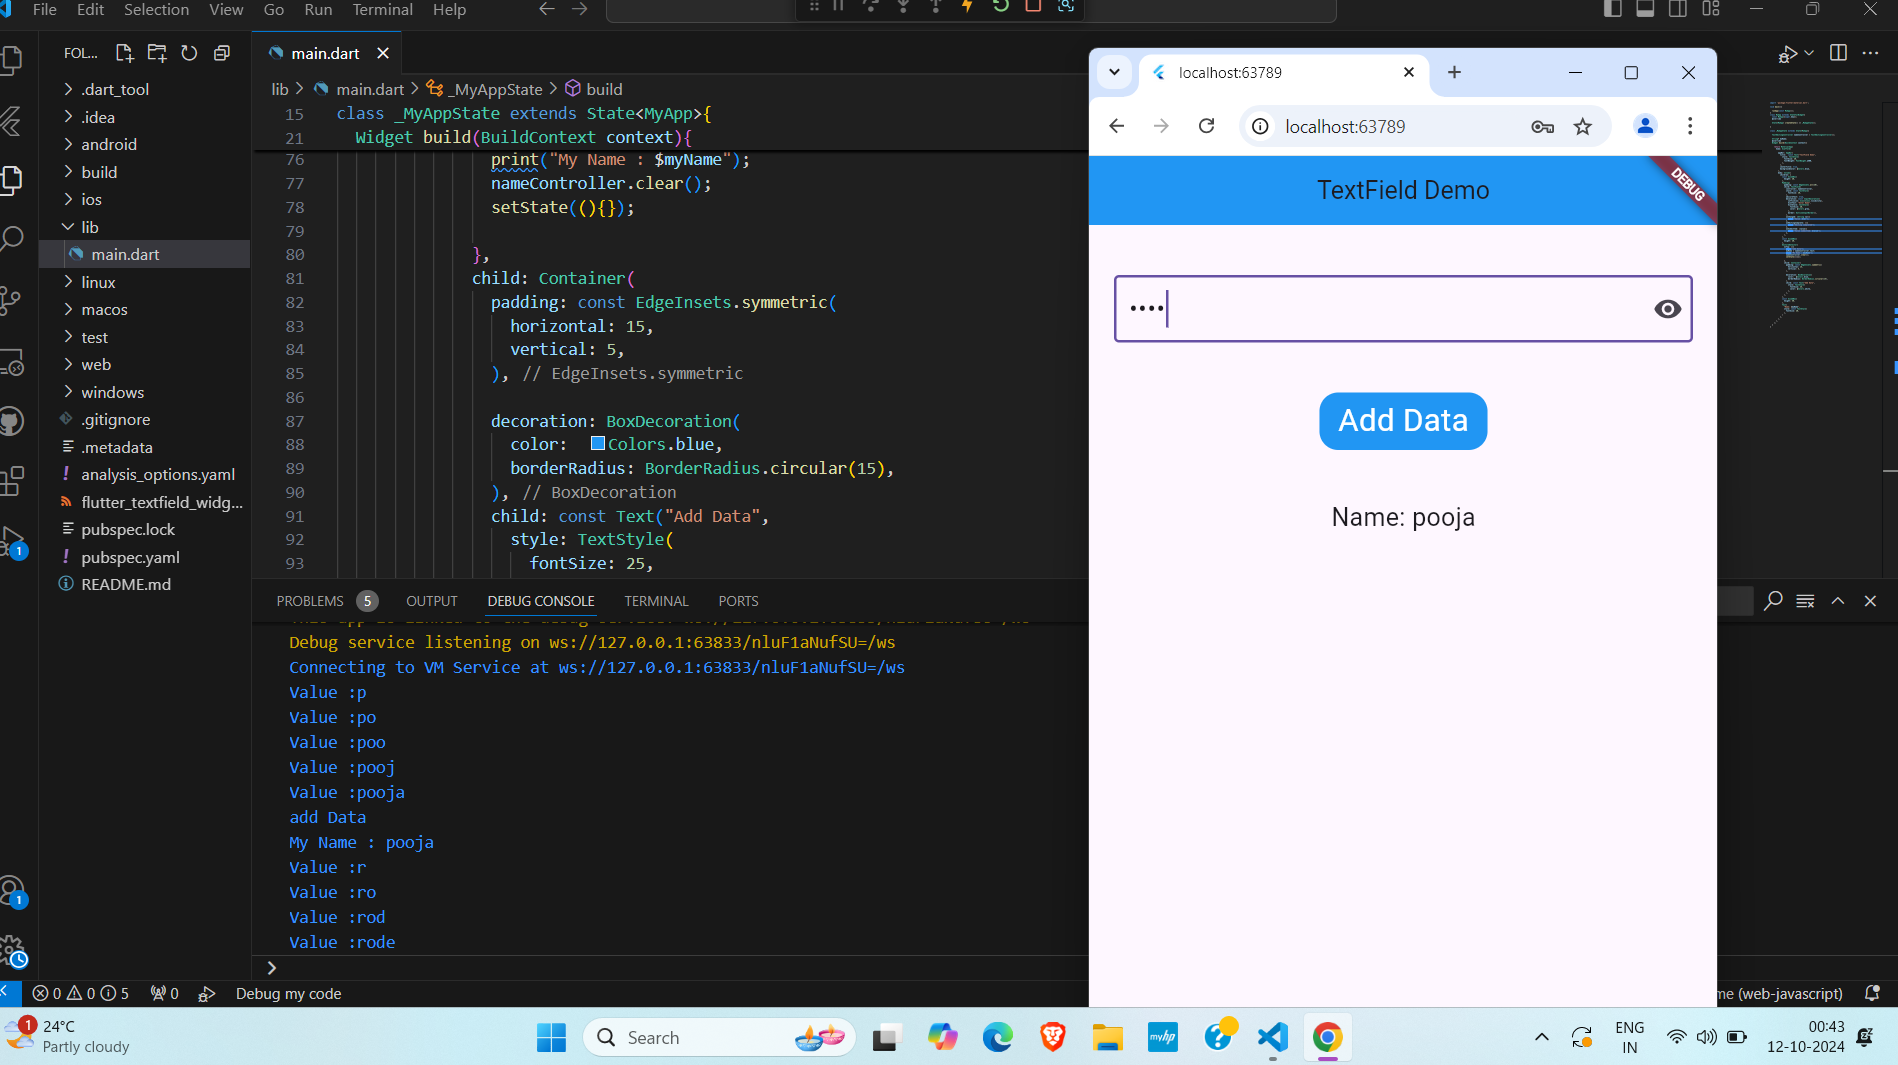 File Edit Selection View Go Run Terminal Help
FOL...
.dart_tool
.idea
android
build
ios
lib
main.dart
linux
macos
test
web
windows
.gitignore
.metadata
analysis_options.yaml
flutter_textfield_widg...
pubspec.lock
pubspec.yaml
README.md
main.dart
lib > main.dart > _MyAppState > build
15 class _MyAppState extends State<MyApp>{
21 Widget build(BuildContext context){
76 print("My Name : $myName");
77 nameController.clear();
78 setState((){});
79
80 },
81 child: Container(
82 padding: const EdgeInsets.symmetric(
83 horizontal: 15,
84 vertical: 5,
85 ), // EdgeInsets.symmetric
86
87 decoration: BoxDecoration(
88 color: Colors.blue,
89 borderRadius: BorderRadius.circular(15),
90 ), // BoxDecoration
91 child: const Text("Add Data",
92 style: TextStyle(
93 fontSize: 25,
PROBLEMS 5 OUTPUT DEBUG CONSOLE TERMINAL PORTS
Debug service listening on ws://127.0.0.1:63833/nluF1aNufSU=/ws
Connecting to VM Service at ws://127.0.0.1:63833/nluF1aNufSU=/ws
Value :p
Value :po
Value :poo
Value :pooj
Value :pooja
add Data
My Name : pooja
Value :r
Value :ro
Value :rod
Value :rode
localhost:63789
localhost:63789
TextField Demo
DEBUG
••••
Add Data
Name: pooja
1
1
0 0 5 0 Debug my code
me (web-javascript)
1
24°C
Partly cloudy
Search
myhp
ENG
IN
00:43
12-10-2024